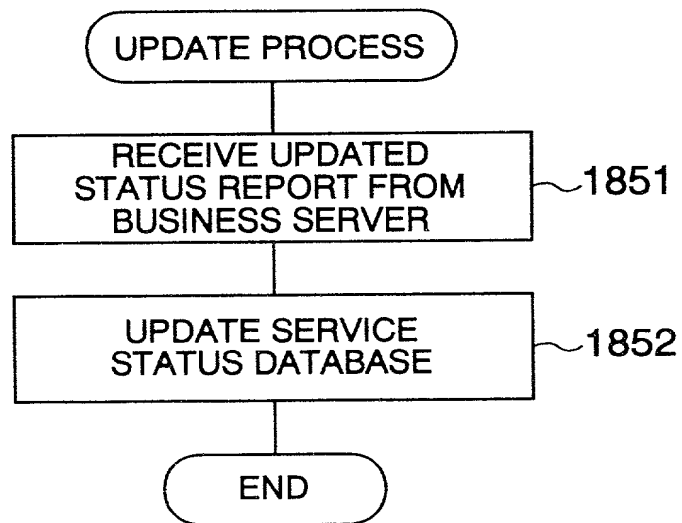 UPDATE PROCESS
RECEIVE UPDATED
STATUS REPORT FROM
BUSINESS SERVER
1851
UPDATE SERVICE
STATUS DATABASE
1852
END